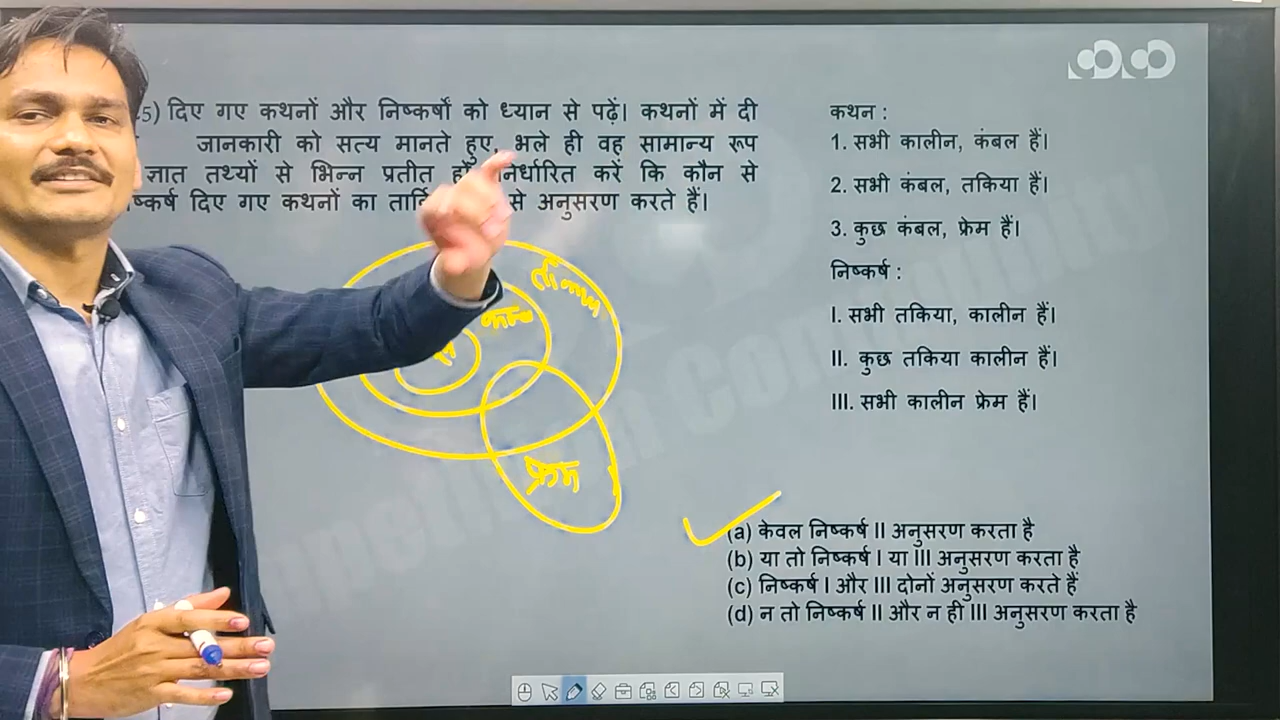 5) दिए गए कथनों और निष्कर्षों को ध्यान से पढ़ें। कथनों में दी
जानकारी को सत्य मानते हुए, भले ही वह सामान्य रूप
ज्ञात तथ्यों से भिन्न प्रतीत हो निर्धारित करें कि कौन से
ष्कर्ष दिए गए कथनों का से अनुसरण करते हैं।
कथन :
1. सभी कालीन, कंबल हैं।
2. सभी कंबल, तकिया हैं।
3. कुछ कंबल, फ्रेम हैं।
निष्कर्ष :
I. सभी तकिया, कालीन हैं।
II. कुछ तकिया कालीन हैं।
III. सभी कालीन फ्रेम हैं।
फ्रेम
(a) केवल निष्कर्ष II अनुसरण करता है
(b) या तो निष्कर्ष I या III अनुसरण करता है
(c) निष्कर्ष I और III दोनों अनुसरण करते हैं
(d) न तो निष्कर्ष II और न ही III अनुसरण करता है